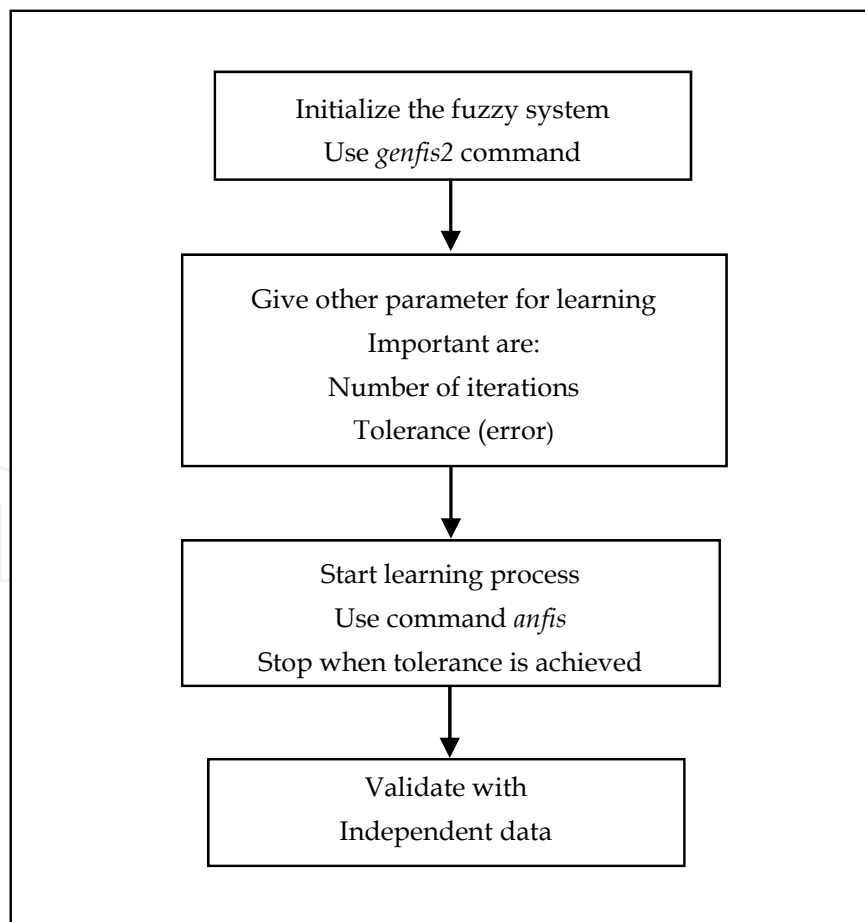 Initialize the fuzzy system
Use genfis2 command
Give other parameter for learning
Important are:
Number of iterations
Tolerance (error)
Start learning process
Use command anfis
Stop when tolerance is achieved
Validate with
Independent data